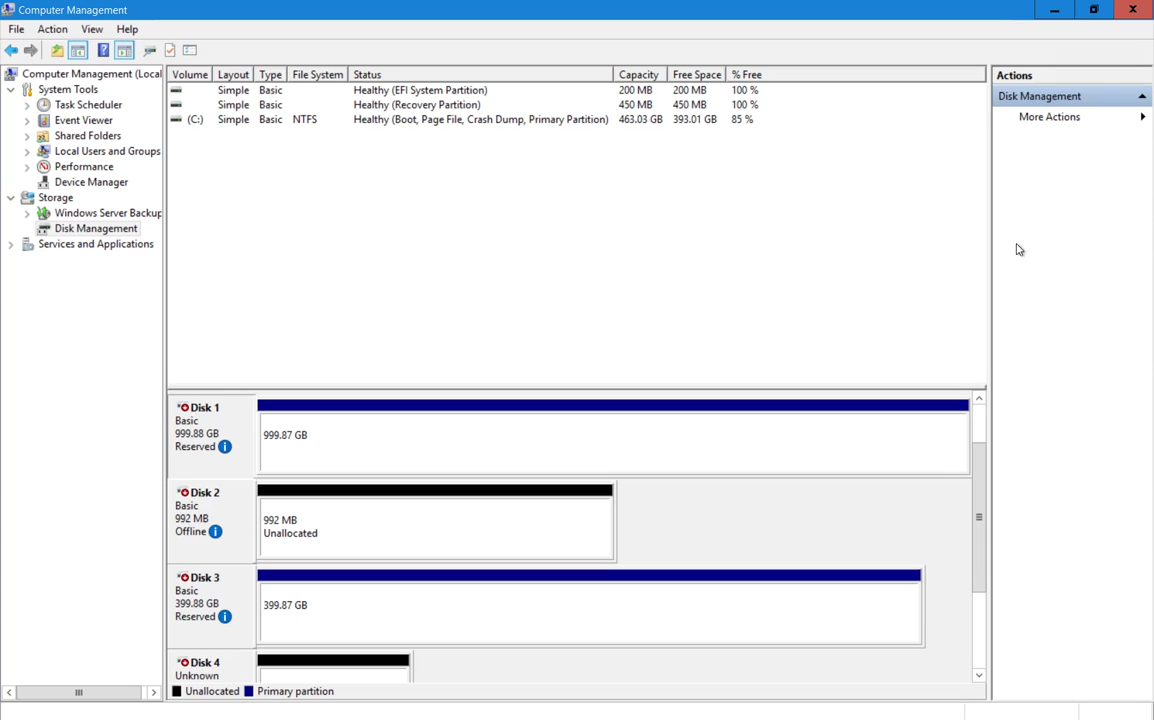 Computer Management
File Action View Help
Computer Management (Local
System Tools
Task Scheduler
Event Viewer
Shared Folders
Local Users and Groups
Performance
Device Manager
Storage
Windows Server Backup
Disk Management
Services and Applications
Volume Layout Type File System Status Capacity Free Space % Free
Simple Basic Healthy (EFI System Partition) 200 MB 200 MB 100 %
Simple Basic Healthy (Recovery Partition) 450 MB 450 MB 100 %
(C:) Simple Basic NTFS Healthy (Boot, Page File, Crash Dump, Primary Partition) 463.03 GB 393.01 GB 85 %
Disk 1
Basic
999.88 GB
Reserved
999.87 GB
Disk 2
Basic
992 MB
Offline
992 MB
Unallocated
Disk 3
Basic
399.88 GB
Reserved
399.87 GB
Disk 4
Unknown
Unallocated Primary partition
Actions
Disk Management
More Actions